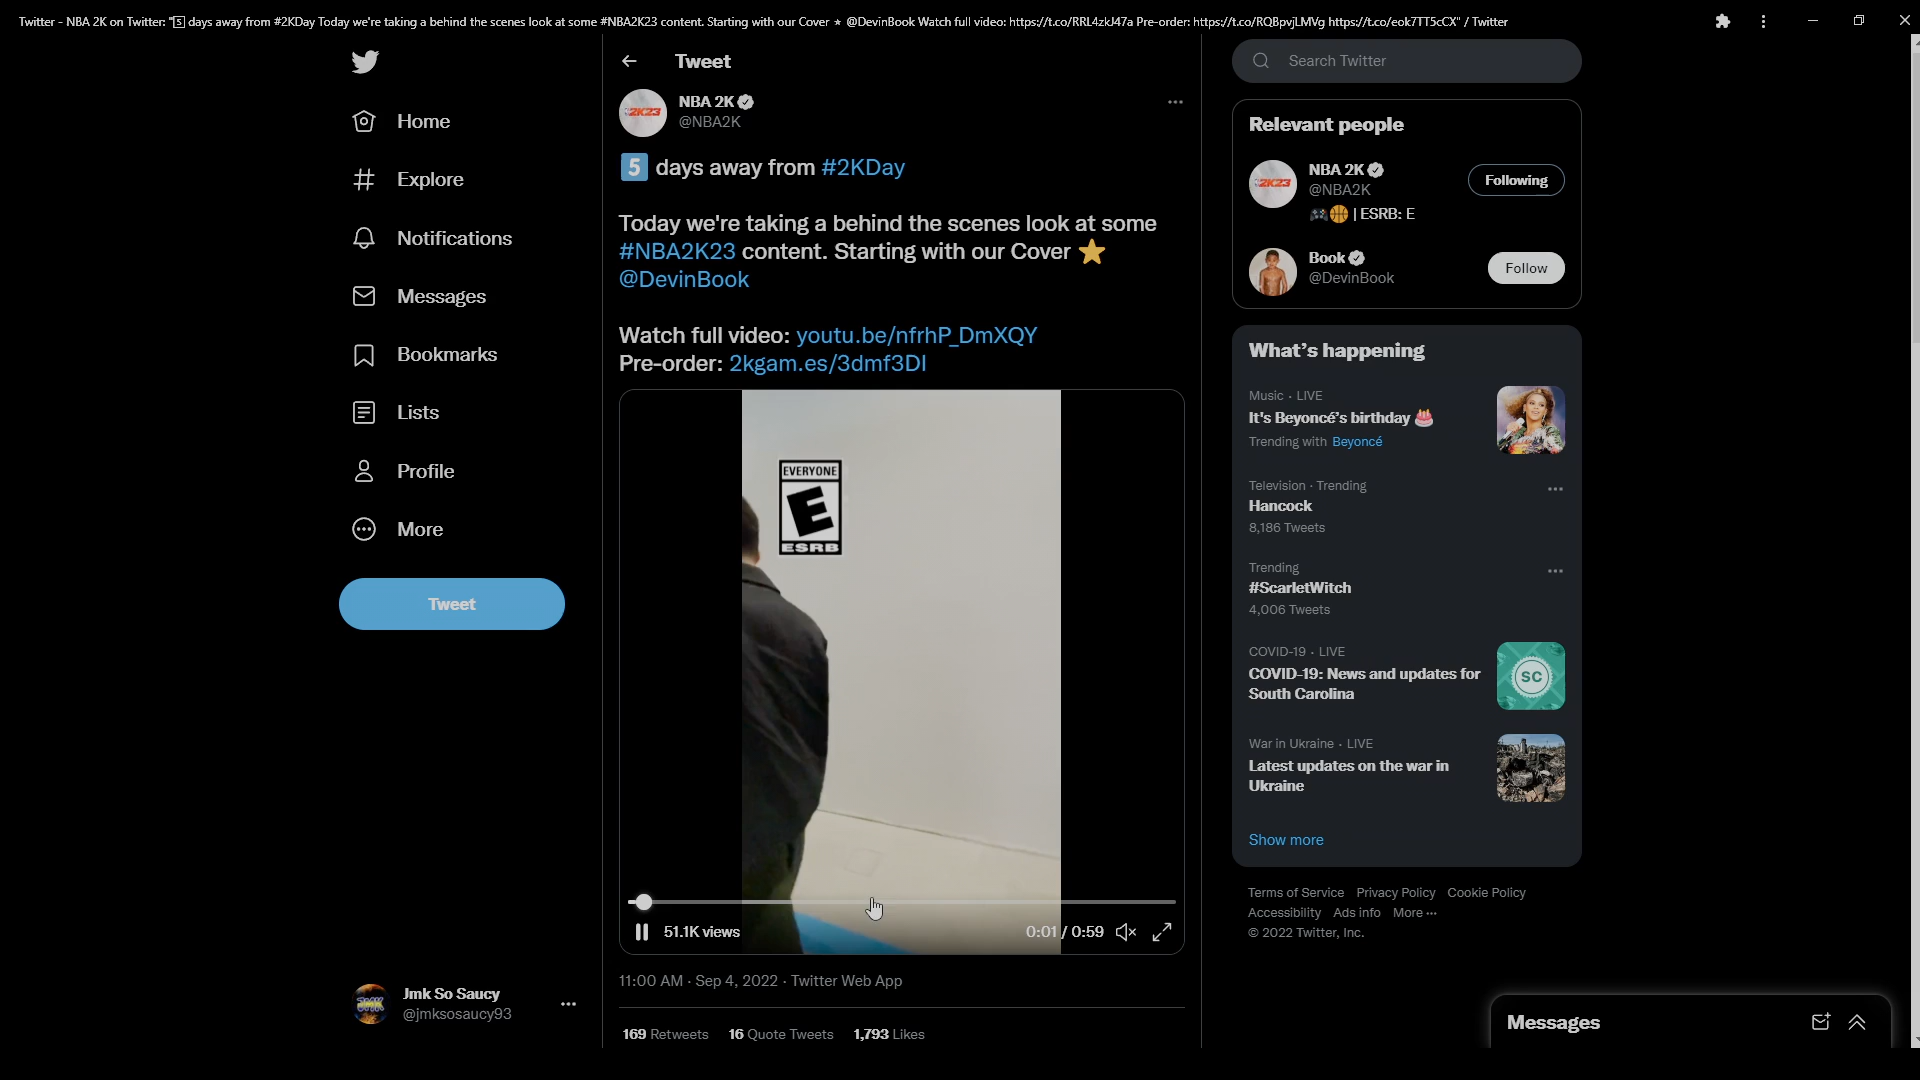 Twitter - NBA 2K on Twitter: "5️⃣ days away from #2KDay Today we're taking a behind the scenes look at some #NBA2K23 content. Starting with our Cover ⭐ @DevinBook Watch full video: https://t.co/RRL4zkJ47a Pre-order: https://t.co/RQBpvjLMVg https://t.co/eok7TT5cCX" / Twitter
Home
Explore
Notifications
Messages
Bookmarks
Lists
Profile
More
Tweet
Jmk So Saucy
@jmksosaucy93
Tweet
2K23
NBA 2K
@NBA2K
5️⃣ days away from #2KDay
Today we're taking a behind the scenes look at some
#NBA2K23 content. Starting with our Cover ⭐
@DevinBook
Watch full video: youtu.be/nfrhP_DmXQY
Pre-order: 2kgam.es/3dmf3DI
EVERYONE
E
ESRB
51.1K views
0:01 / 0:59
11:00 AM · Sep 4, 2022 · Twitter Web App
169 Retweets 16 Quote Tweets 1,793 Likes
Search Twitter
Relevant people
2K23
NBA 2K
@NBA2K
Following
🎮🏀 | ESRB: E
Book
@DevinBook
Follow
What's happening
Music · LIVE
It's Beyoncé's birthday 🎂
Trending with Beyoncé
Television · Trending
Hancock
8,186 Tweets
Trending
#ScarletWitch
4,006 Tweets
COVID-19 · LIVE
COVID-19: News and updates for
South Carolina
SC
War in Ukraine · LIVE
Latest updates on the war in
Ukraine
Show more
Terms of Service Privacy Policy Cookie Policy
Accessibility Ads info More ···
© 2022 Twitter, Inc.
Messages